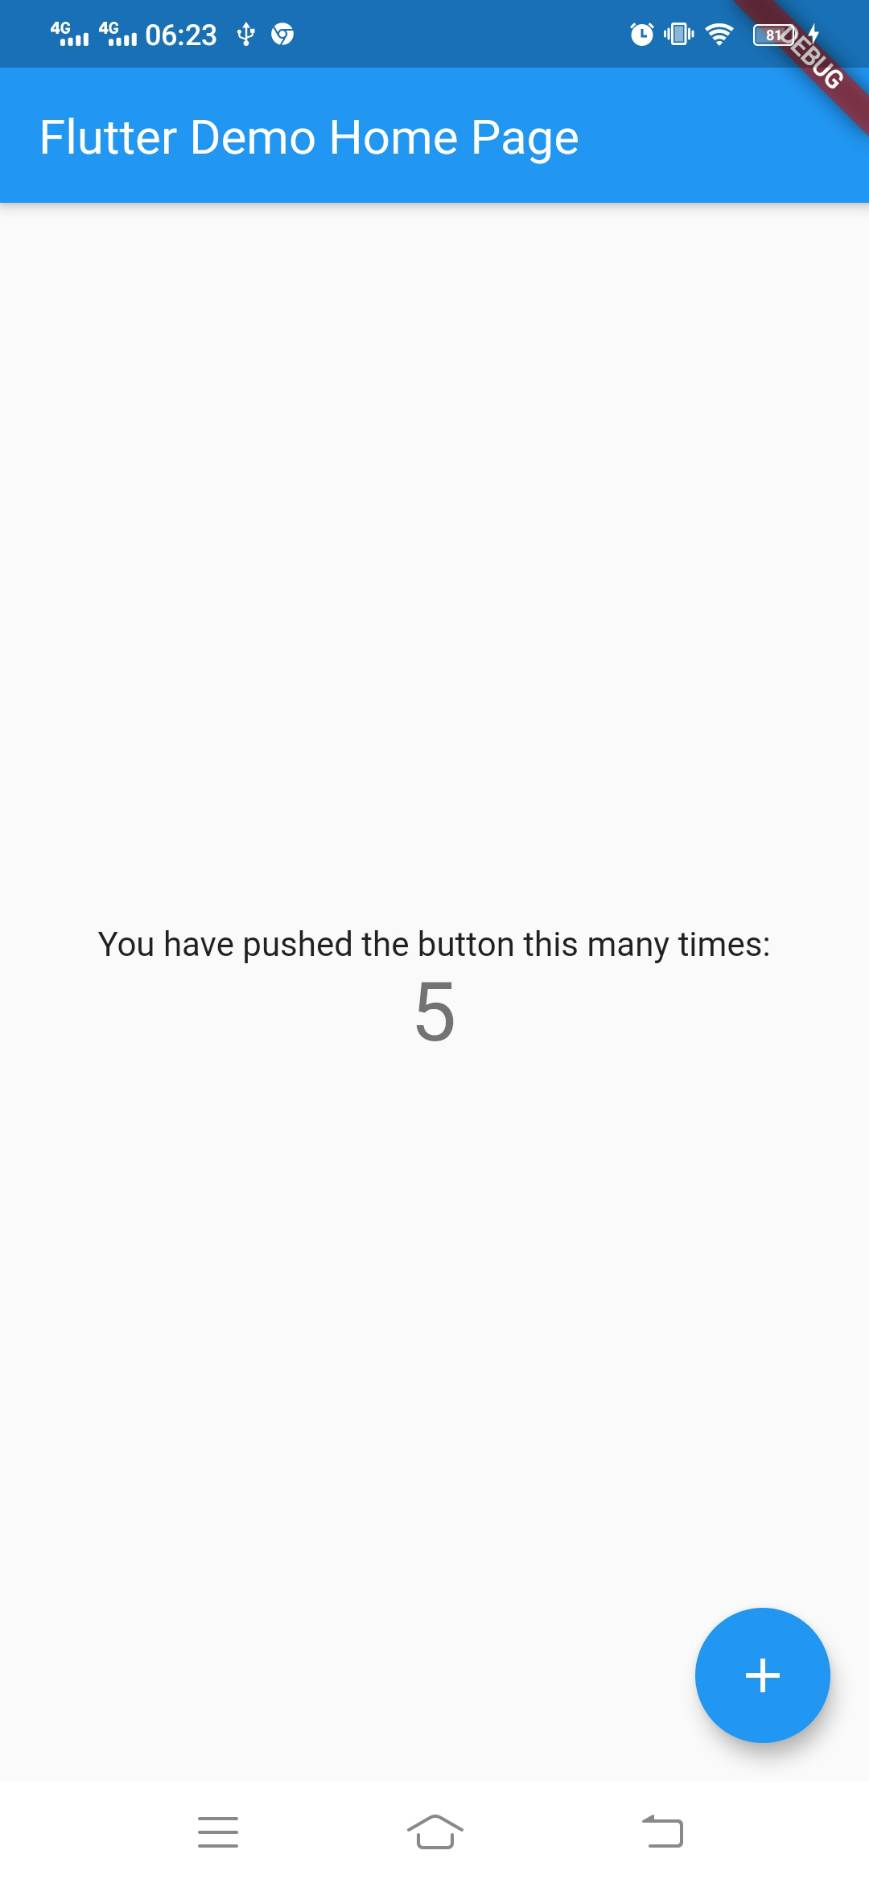 4G 4G 06:23 81
DEBUG
Flutter Demo Home Page
You have pushed the button this many times:
5
+